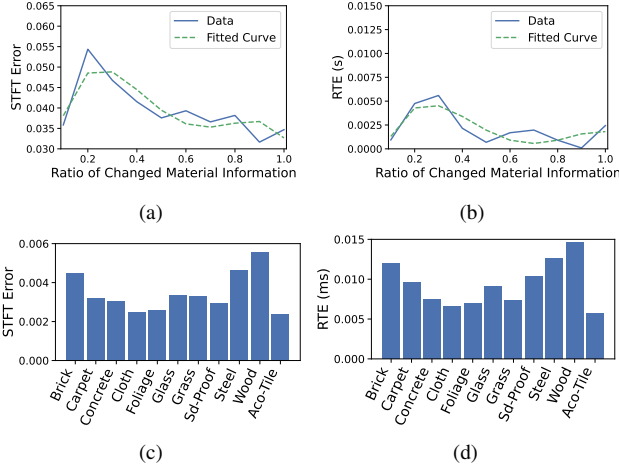 0.065
0.060
0.055
0.050
0.045
0.040
0.035
0.030
STFT Error
Data
Fitted Curve
0.2 0.4 0.6 0.8 1.0
Ratio of Changed Material Information
(a)
0.0150
0.0125
0.0100
0.0075
0.0050
0.0025
0.0000
RTE (s)
Data
Fitted Curve
0.2 0.4 0.6 0.8 1.0
Ratio of Changed Material Information
(b)
0.006
0.004
0.002
0.000
STFT Error
Brick
Carpet
Concrete
Cloth
Foliage
Glass
Grass
Sd-Proof
Steel
Wood
Aco-Tile
(c)
0.015
0.010
0.005
0.000
RTE (ms)
Brick
Carpet
Concrete
Cloth
Foliage
Glass
Grass
Sd-Proof
Steel
Wood
Aco-Tile
(d)